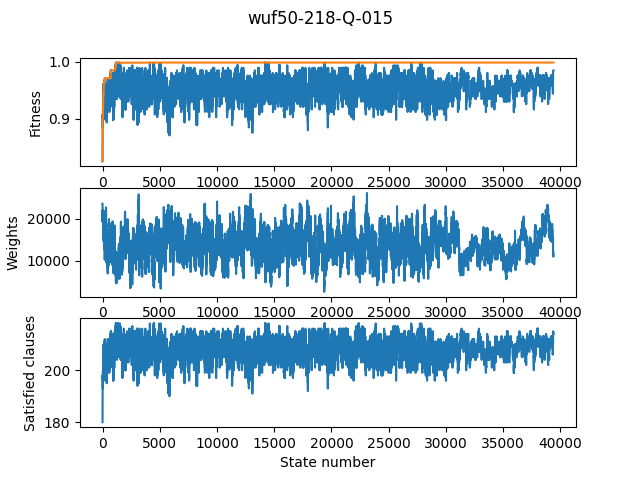 wuf50-218-Q-015
1.0
0.9
Fitness
0 5000 10000 15000 20000 25000 30000 35000 40000
20000
10000
Weights
0 5000 10000 15000 20000 25000 30000 35000 40000
200
180
Satisfied clauses
0 5000 10000 15000 20000 25000 30000 35000 40000
State number